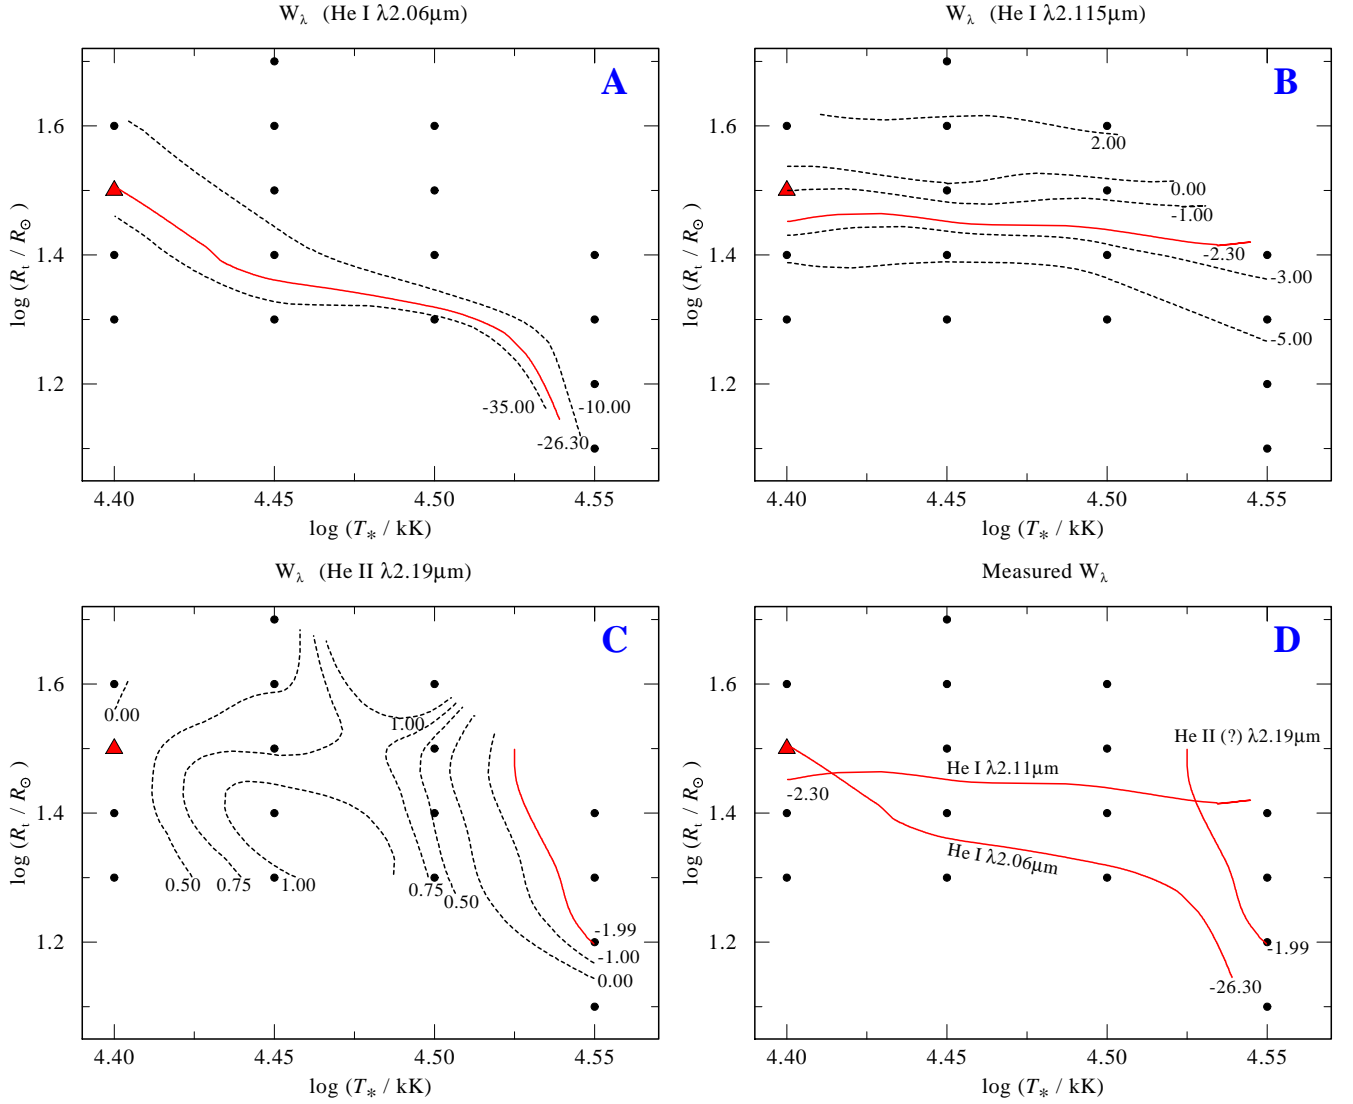 W_λ (He I λ2.06μm)
A
1.6
1.4
1.2
log (R_t / R_⊙)
-35.00
-10.00
-26.30
4.40 4.45 4.50 4.55
log (T_* / kK)
W_λ (He I λ2.115μm)
B
1.6
1.4
1.2
log (R_t / R_⊙)
2.00
0.00
-1.00
-2.30
-3.00
-5.00
4.40 4.45 4.50 4.55
log (T_* / kK)
W_λ (He II λ2.19μm)
C
1.6
1.4
1.2
log (R_t / R_⊙)
0.00
1.00
0.50
0.75
1.00
0.75
0.50
-1.99
-1.00
0.00
4.40 4.45 4.50 4.55
log (T_* / kK)
Measured W_λ
D
1.6
1.4
1.2
log (R_t / R_⊙)
He II (?) λ2.19μm
He I λ2.11μm
-2.30
He I λ2.06μm
-1.99
-26.30
4.40 4.45 4.50 4.55
log (T_* / kK)